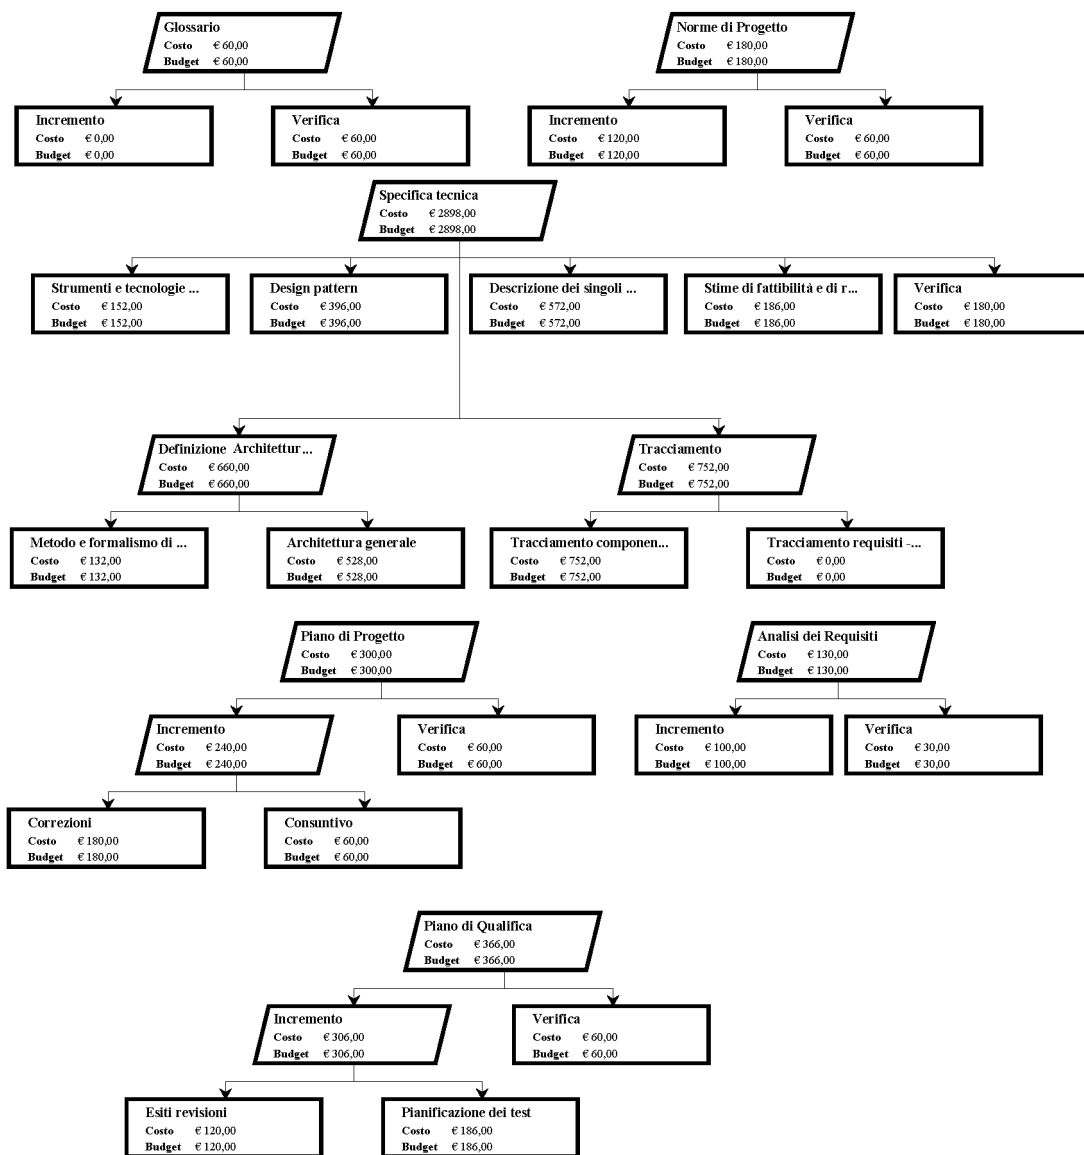 Glossario
Costo € 60,00
Budget € 60,00
Norme di Progetto
Costo € 180,00
Budget € 180,00
Incremento
Costo € 0,00
Budget € 0,00
Verifica
Costo € 60,00
Budget € 60,00
Incremento
Costo € 120,00
Budget € 120,00
Verifica
Costo € 60,00
Budget € 60,00
Specifica tecnica
Costo € 2898,00
Budget € 2898,00
Strumenti e tecnologie ...
Costo € 152,00
Budget € 152,00
Design pattern
Costo € 396,00
Budget € 396,00
Descrizione dei singoli ...
Costo € 572,00
Budget € 572,00
Stime di fattibilità e di r...
Costo € 186,00
Budget € 186,00
Verifica
Costo € 180,00
Budget € 180,00
Definizione Architettur...
Costo € 660,00
Budget € 660,00
Tracciamento
Costo € 752,00
Budget € 752,00
Metodo e formalismo di ...
Costo € 132,00
Budget € 132,00
Architettura generale
Costo € 528,00
Budget € 528,00
Tracciamento componen...
Costo € 752,00
Budget € 752,00
Tracciamento requisiti -...
Costo € 0,00
Budget € 0,00
Piano di Progetto
Costo € 300,00
Budget € 300,00
Analisi dei Requisiti
Costo € 130,00
Budget € 130,00
Incremento
Costo € 240,00
Budget € 240,00
Verifica
Costo € 60,00
Budget € 60,00
Incremento
Costo € 100,00
Budget € 100,00
Verifica
Costo € 30,00
Budget € 30,00
Correzioni
Costo € 180,00
Budget € 180,00
Consuntivo
Costo € 60,00
Budget € 60,00
Piano di Qualifica
Costo € 366,00
Budget € 366,00
Incremento
Costo € 306,00
Budget € 306,00
Verifica
Costo € 60,00
Budget € 60,00
Esiti revisioni
Costo € 120,00
Budget € 120,00
Pianificazione dei test
Costo € 186,00
Budget € 186,00